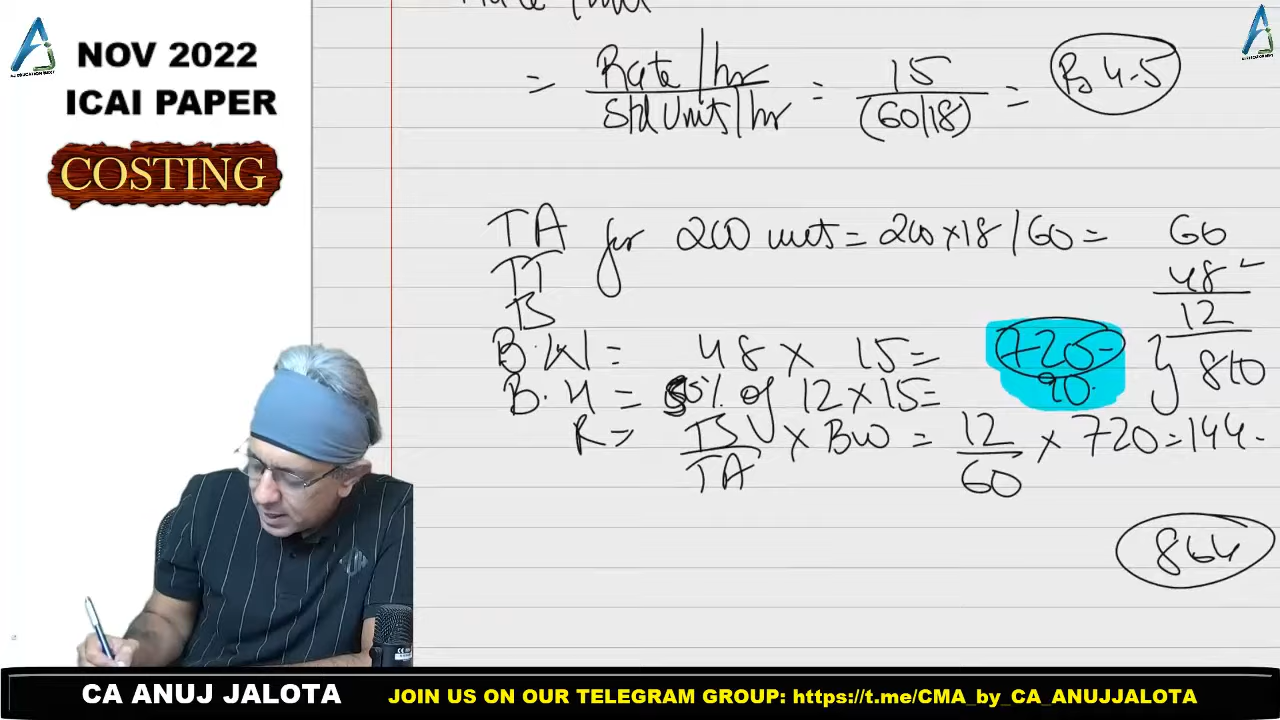 NOV 2022
ICAI PAPER
COSTING
= Rate/hr / Std Units/hr = 15 / (60/18) = Rs 4.5
TA for 200 units = 200 x 18/60 = 60
TT 48
TS 12
B.W = 48 x 15 = 720
B.H = 50% of 12 x 15 = 90. } 810
R = TS/TA x BW = 12/60 x 720 = 144
864
CA ANUJ JALOTA JOIN US ON OUR TELEGRAM GROUP: https://t.me/CMA_by_CA_ANUJJALOTA